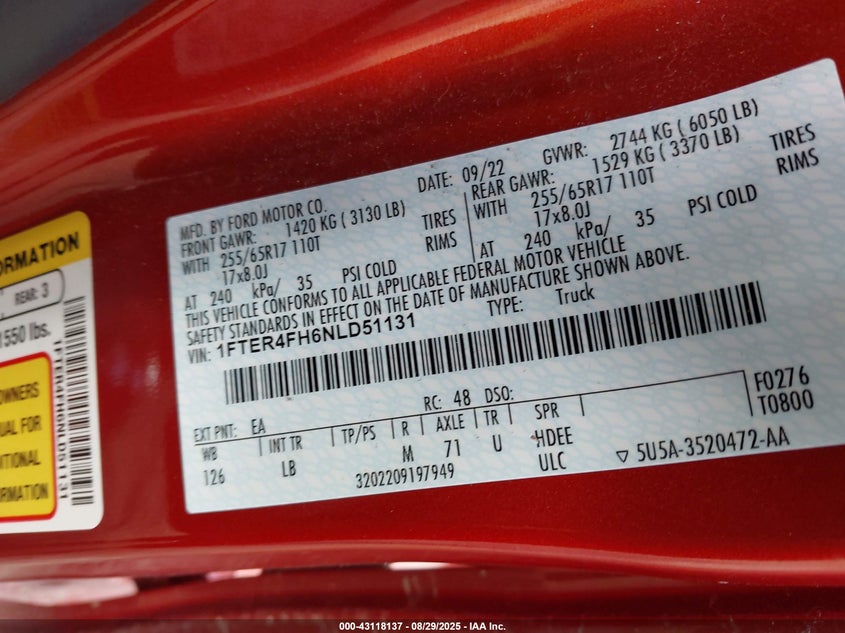 ORMATION
REAR: 3
1550 lbs.
OWNERS
UAL FOR
ITIONAL
ORMATION
1FTER4FH6NLD51131
MFD. BY FORD MOTOR CO.
DATE: 09/22
GVWR: 2744 KG ( 6050 LB)
FRONT GAWR: 1420 KG ( 3130 LB)
REAR GAWR: 1529 KG ( 3370 LB)
WITH 255/65R17 110T TIRES
WITH 255/65R17 110T TIRES
17x8.0J RIMS
17x8.0J RIMS
AT 240 kPa/ 35 PSI COLD
AT 240 kPa/ 35 PSI COLD
THIS VEHICLE CONFORMS TO ALL APPLICABLE FEDERAL MOTOR VEHICLE
SAFETY STANDARDS IN EFFECT ON THE DATE OF MANUFACTURE SHOWN ABOVE.
VIN: 1FTER4FH6NLD51131
TYPE: Truck
EXT PNT: EA
RC: 48 DSO:
F0276
T0800
WB INT TR TP/PS R AXLE TR SPR
126 LB M 71 U HDEE
3202209197949 ULC
▽ 5U5A-3520472-AA
000-43118137 - 08/29/2025 - IAA Inc.